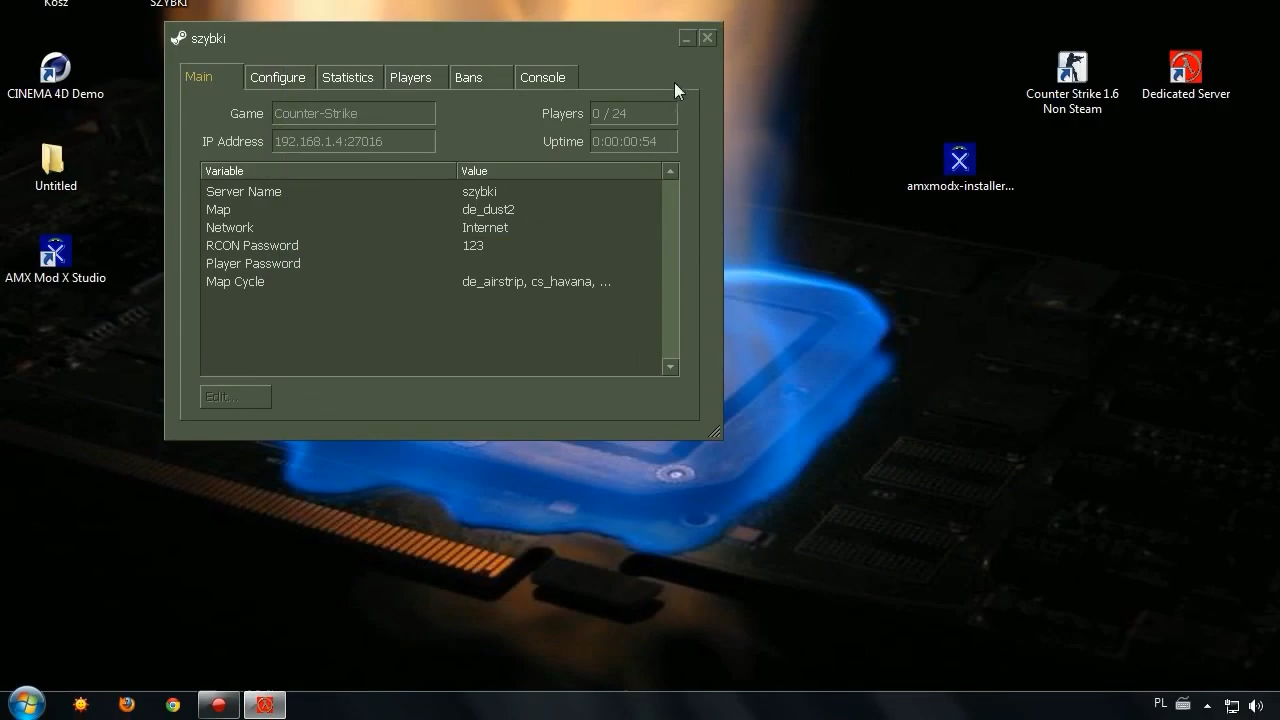 Kosz
SZYBKI
szybki
Main
Configure
Statistics
Players
Bans
Console
Game
Counter-Strike
Players
0 / 24
IP Address
192.168.1.4:27016
Uptime
0:00:00:54
Variable
Value
Server Name
szybki
Map
de_dust2
Network
Internet
RCON Password
123
Player Password
Map Cycle
de_airstrip, cs_havana, ...
Edit...
CINEMA 4D Demo
Untitled
AMX Mod X Studio
Counter Strike 1.6
Non Steam
Dedicated Server
amxmodx-installer...
PL